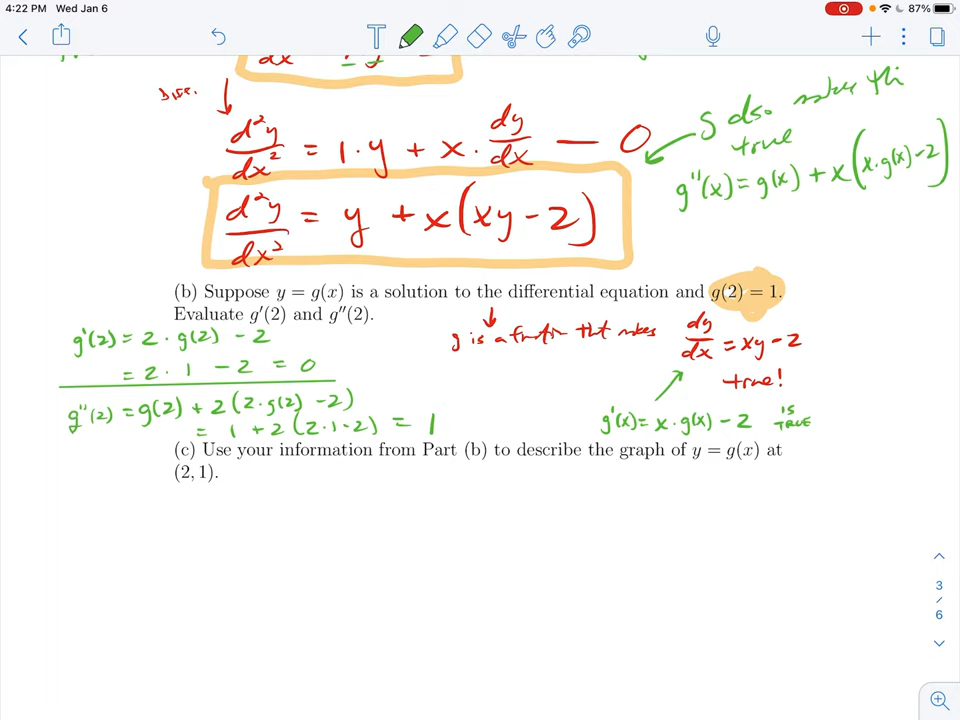 4:22 PM Wed Jan 6
87%
dx
Diff.
d²y/dx² = 1·y + x·dy/dx — 0
d²y/dx² = y + x(xy-2)
S also makes thi
true
g''(x) = g(x) + x(x·g(x)-2)
(b) Suppose y = g(x) is a solution to the differential equation and g(2) = 1.
Evaluate g′(2) and g″(2).
g'(2) = 2·g(2) - 2
= 2·1 - 2 = 0
g is a function that makes dy/dx = xy-2
true!
g''(2) = g(2) + 2(2·g(2) - 2)
= 1 + 2(2·1-2) = 1
g'(x) = x·g(x) - 2 is TRUE
(c) Use your information from Part (b) to describe the graph of y = g(x) at
(2, 1).
3
/
6